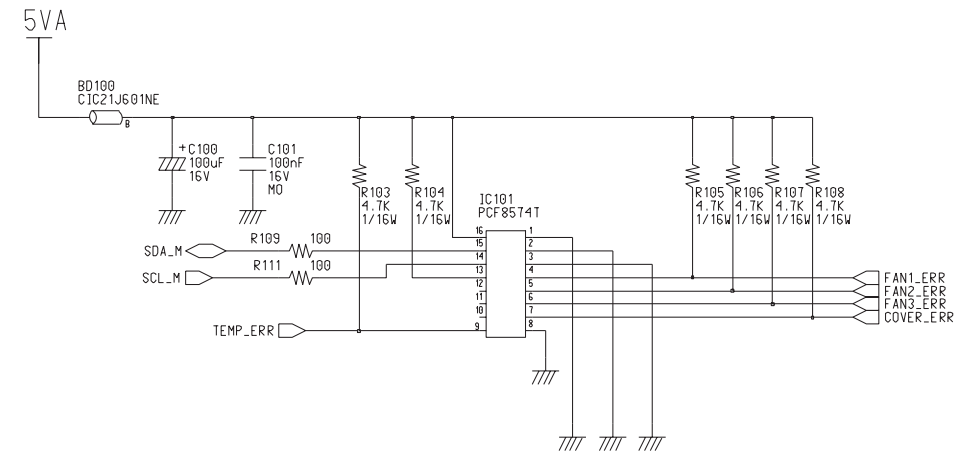 5VA
BD100
CIC21J601NE
B
+C100
100uF
16V
C101
100nF
16V
MO
R103
4.7K
1/16W
R104
4.7K
1/16W
IC101
PCF8574T
R105
4.7K
1/16W
R106
4.7K
1/16W
R107
4.7K
1/16W
R108
4.7K
1/16W
SDA_M
R109 100
SCL_M
R111 100
TEMP_ERR
16 1
15 2
14 3
13 4
12 5
11 6
10 7
9 8
FAN1_ERR
FAN2_ERR
FAN3_ERR
COVER_ERR